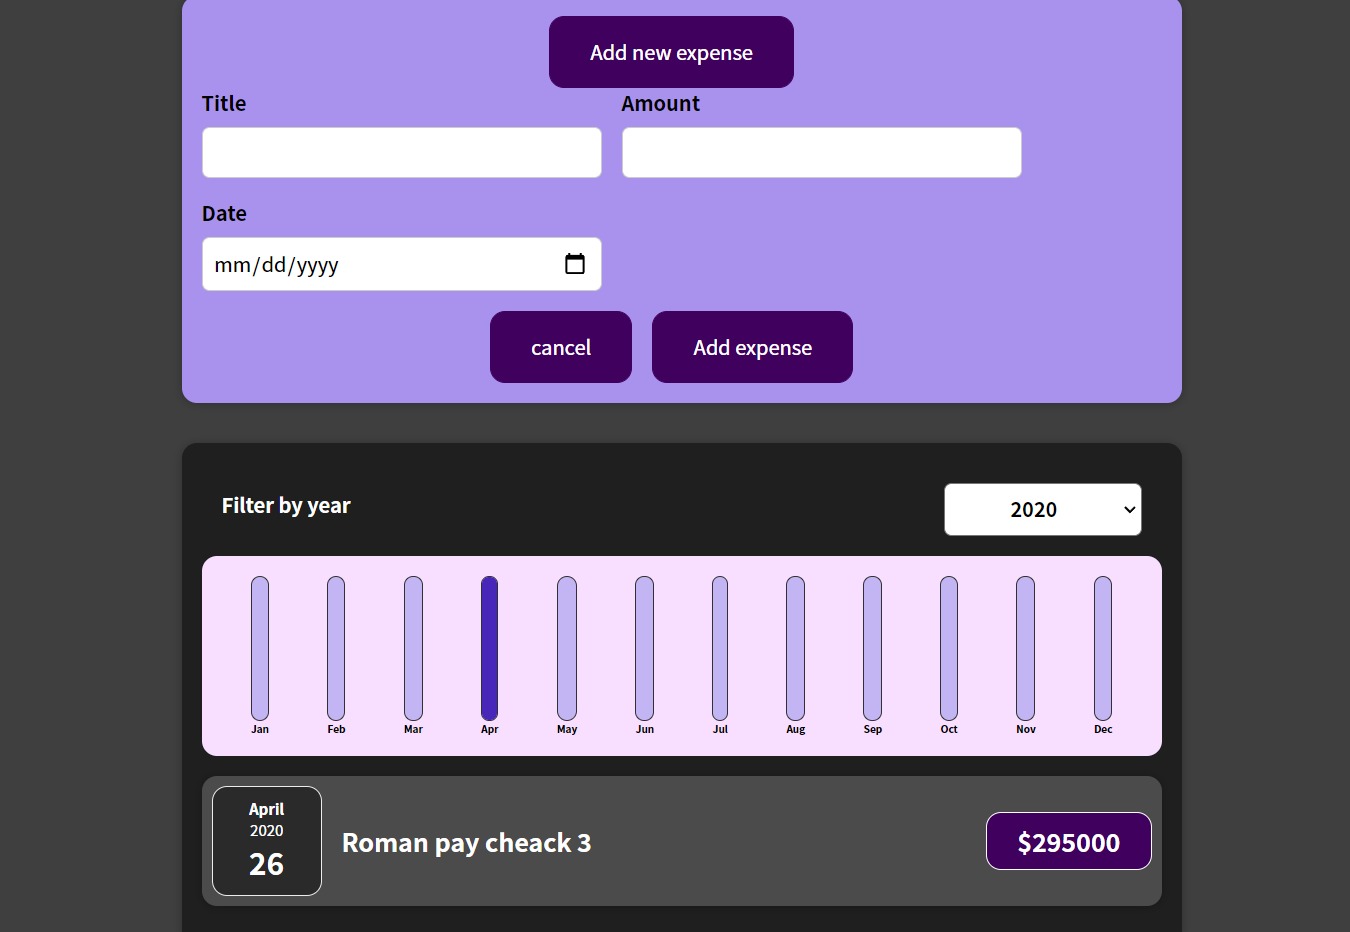 Add new expense
Title Amount
Date
mm/dd/yyyy
cancel Add expense
Filter by year 2020
Jan Feb Mar Apr May Jun Jul Aug Sep Oct Nov Dec
April
2020
26
Roman pay cheack 3
$295000